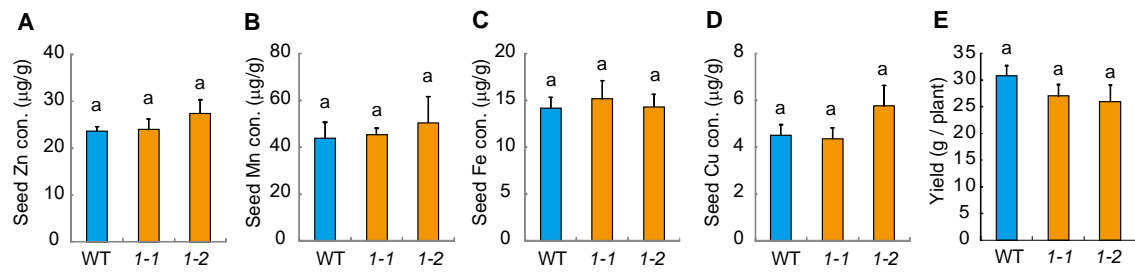 A
Seed Zn con. (µg/g)
40
30
20
10
0
a
a
a
WT
1-1
1-2
B
Seed Mn con. (µg/g)
80
60
40
20
0
a
a
a
WT
1-1
1-2
C
Seed Fe con. (µg/g)
20
15
10
5
0
a
a
a
WT
1-1
1-2
D
Seed Cu con. (µg/g)
8
6
4
2
0
a
a
a
WT
1-1
1-2
E
Yield (g / plant)
35
30
25
20
15
10
5
0
a
a
a
WT
1-1
1-2